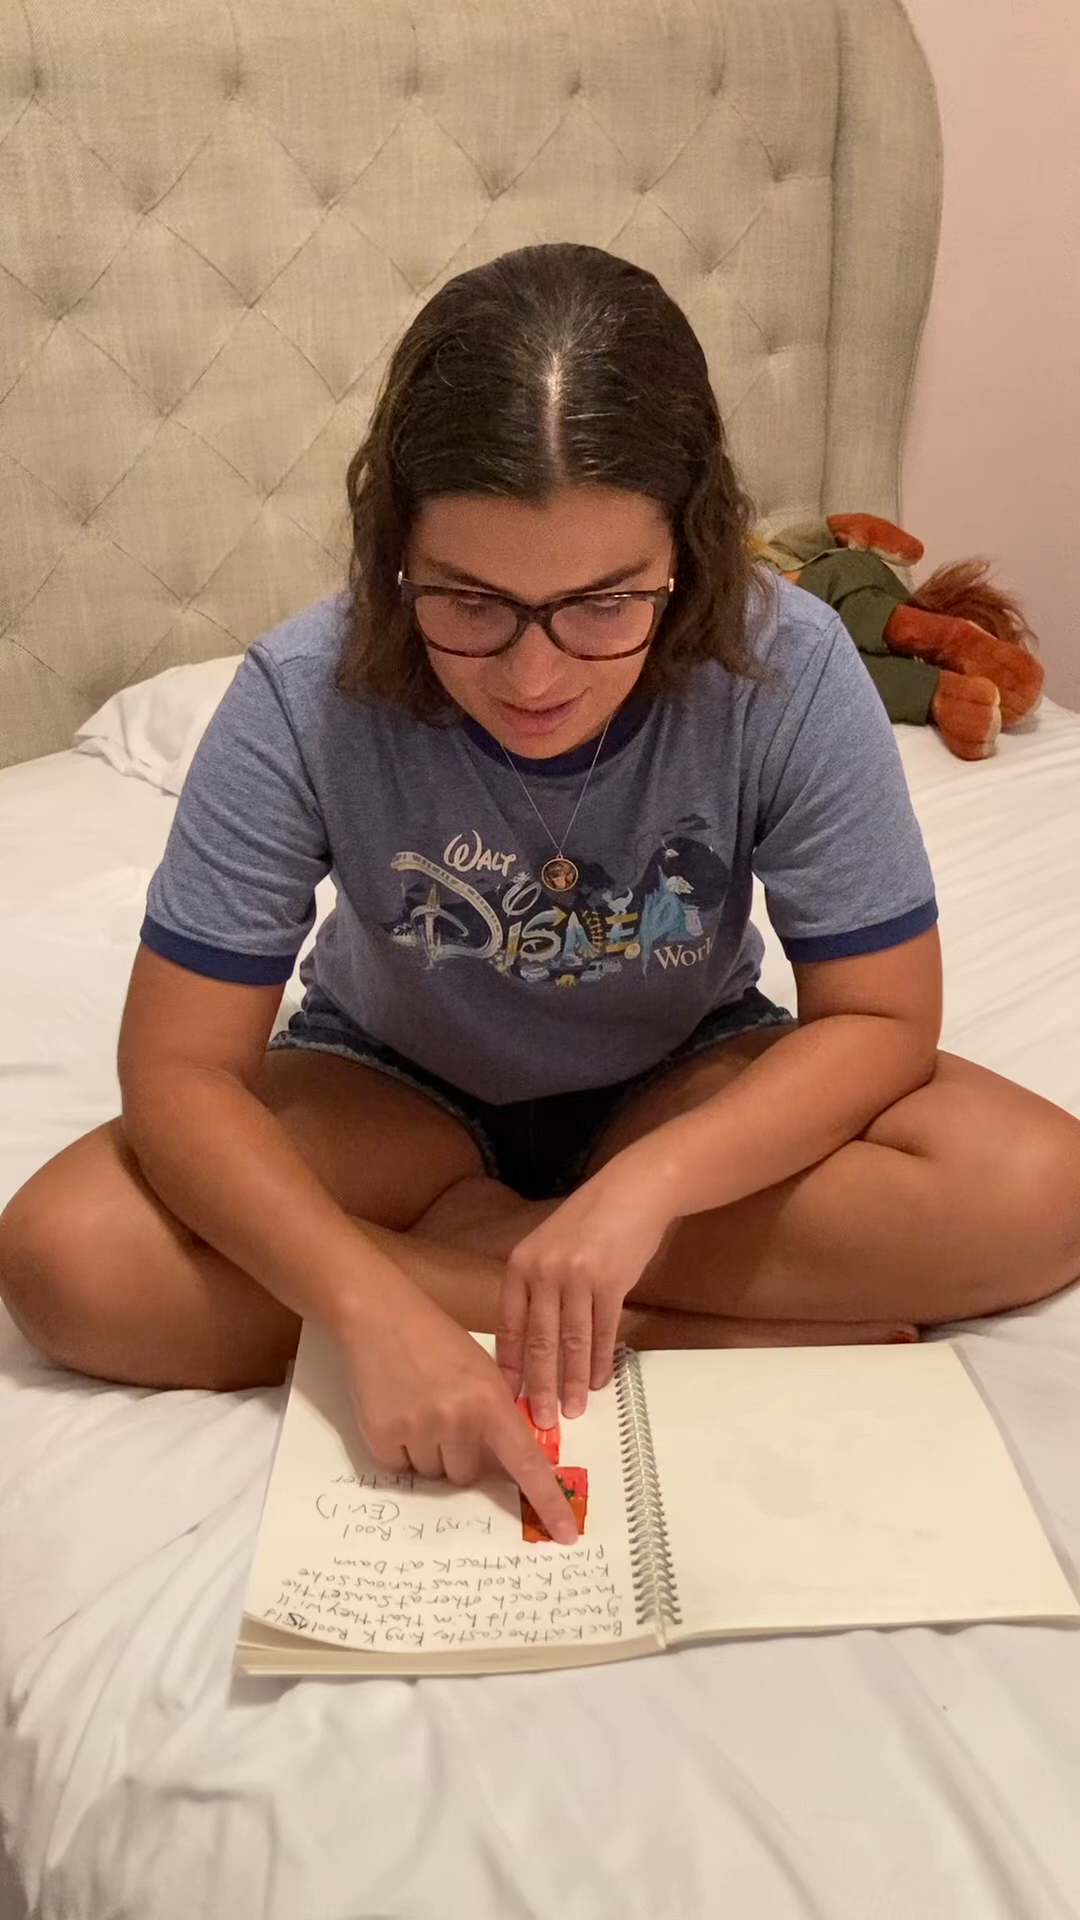 WALT
DISNEP
World
Back at the castle, King K Rool's
guard told him that they will
meet each other at sunset the
King K. Rool was furious so he
Plan an attack at Dawn
King K. Rool
(Evil)